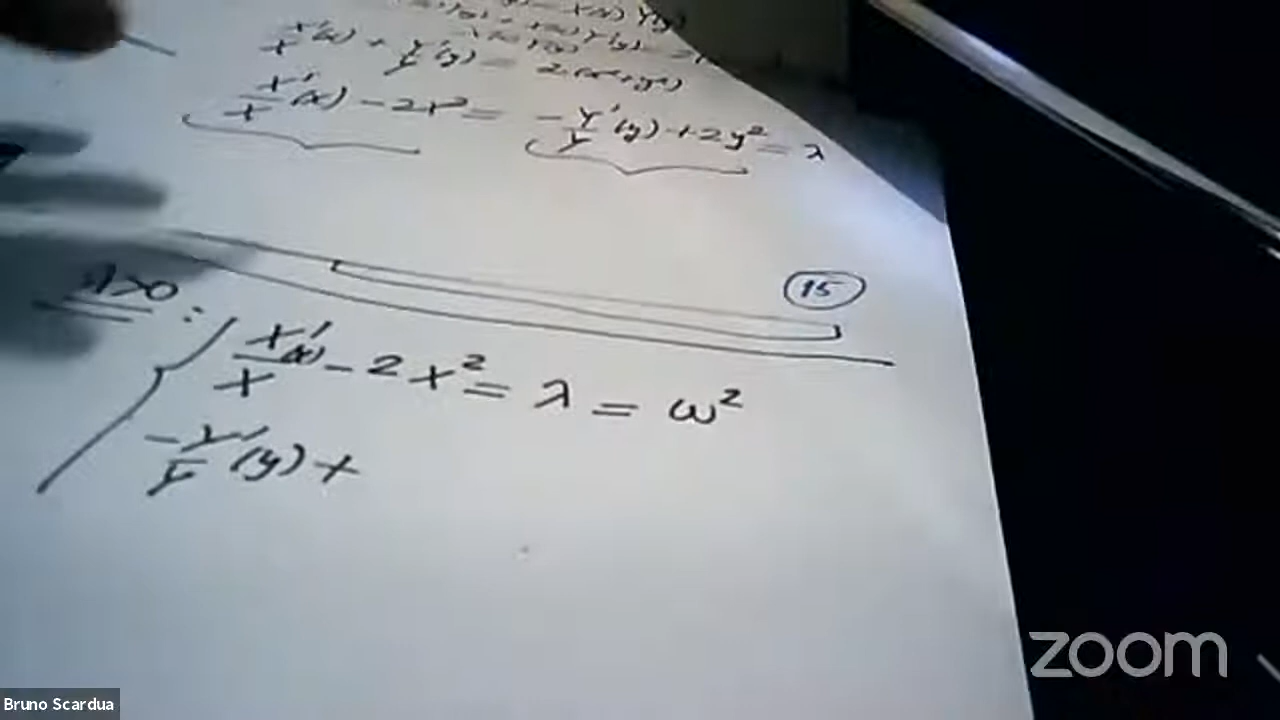 X'/X (x) + Y'/Y (y) = 2(x²+y²)
X'/X (x) - 2x² = -Y'/Y (y) + 2y² = λ
15
λ>0 : { X'/X (x) - 2x² = λ = ω²
-Y'/Y (y) +
zoom
Bruno Scardua